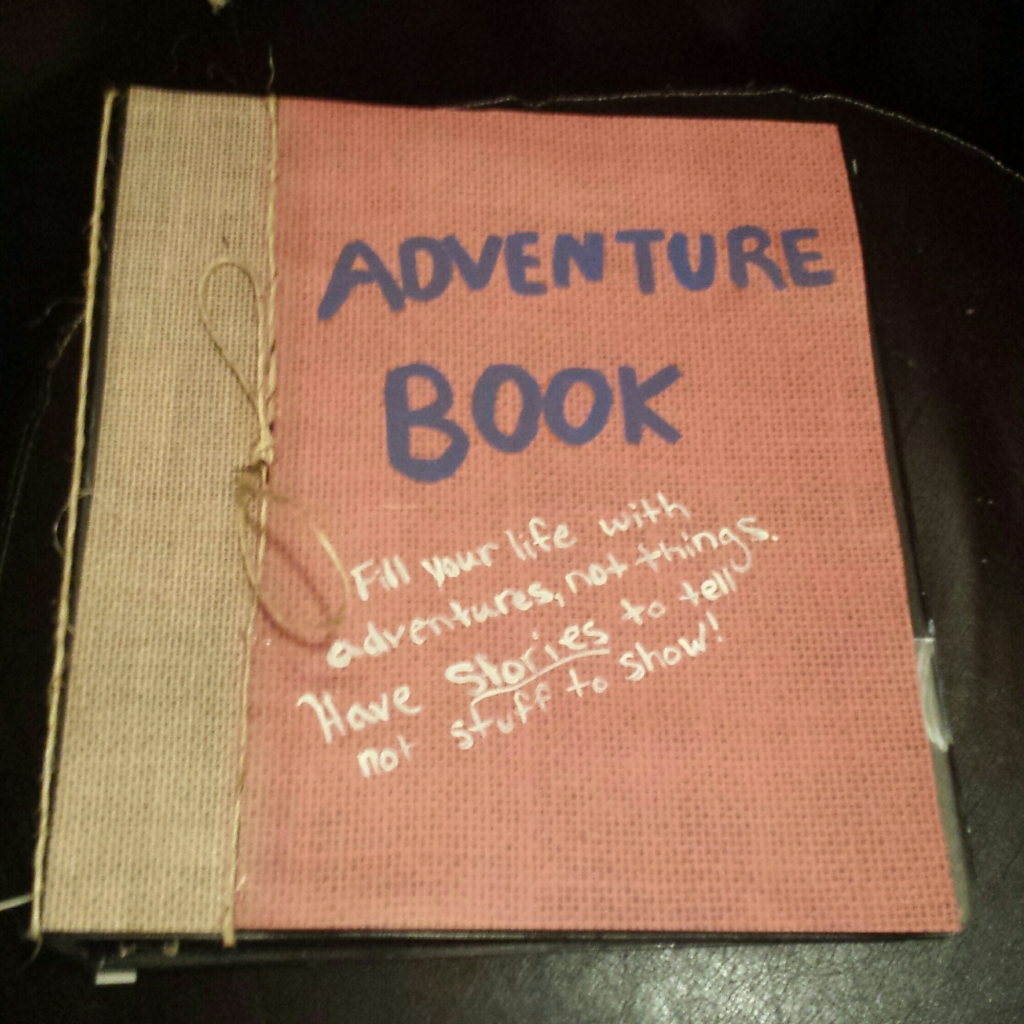 ADVENTURE
BOOK
Fill your life with
adventures, not things.
Have Stories to tell
not stuff to show!